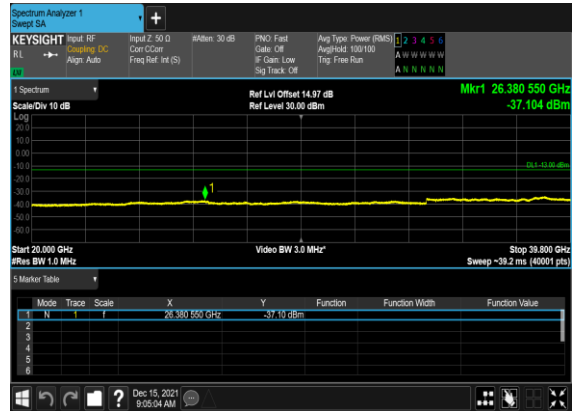 Spectrum Analyzer 1
Swept SA
+
KEYSIGHT Input: RF Input Z: 50 Ω #Atten: 30 dB PNO: Fast Avg Type: Power (RMS) 1 2 3 4 5 6
RL Coupling: DC Corr CCorr Gate: Off Avg|Hold: 100/100 A W W W W W
Align: Auto Freq Ref: Int (S) IF Gain: Low Trig: Free Run
Sig Track: Off A N N N N N
1 Spectrum Ref Lvl Offset 14.97 dB Mkr1 26.380 550 GHz
Scale/Div 10 dB Ref Level 30.00 dBm -37.104 dBm
Log
20.0
10.0
0.00
-10.0 DL1 -13.00 dBm
-20.0
-30.0 1
-40.0
-50.0
-60.0
Start 20.000 GHz Video BW 3.0 MHz* Stop 39.800 GHz
#Res BW 1.0 MHz Sweep ~39.2 ms (40001 pts)
5 Marker Table
Mode Trace Scale X Y Function Function Width Function Value
1 N 1 f 26.380 550 GHz -37.10 dBm
2
3
4
5
6
? Dec 15, 2021
9:05:04 AM